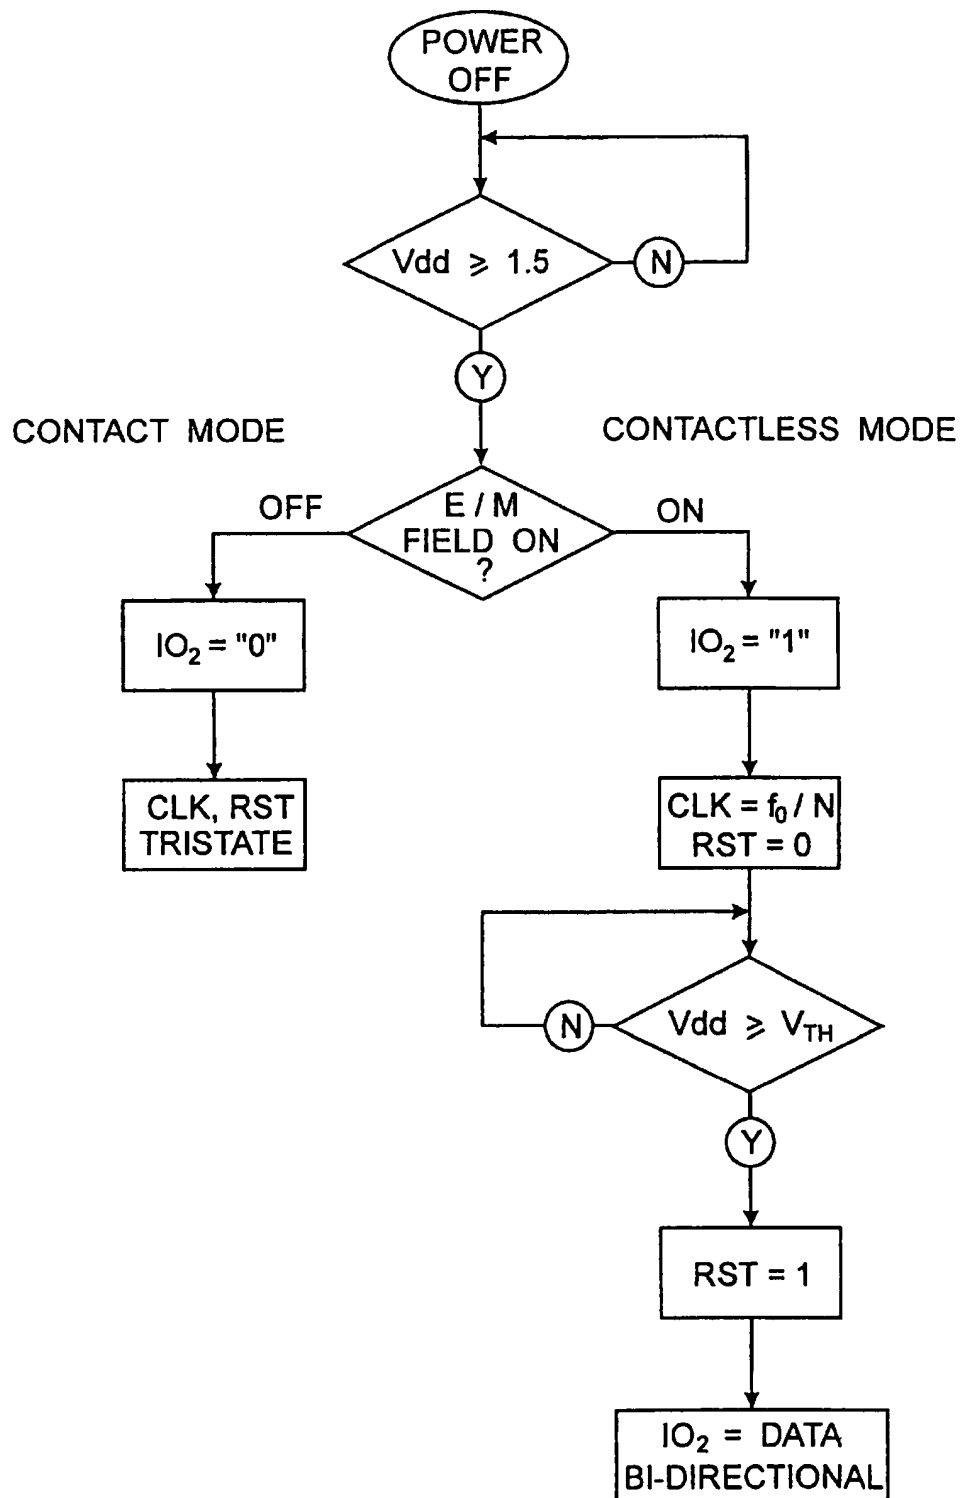 POWER
OFF
Vdd ⩾ 1.5
N
Y
CONTACT MODE
CONTACTLESS MODE
OFF
E / M
FIELD ON
?
ON
IO₂ = "0"
IO₂ = "1"
CLK, RST
TRISTATE
CLK = f₀ / N
RST = 0
N
Vdd ⩾ V_TH
Y
RST = 1
IO₂ = DATA
BI-DIRECTIONAL